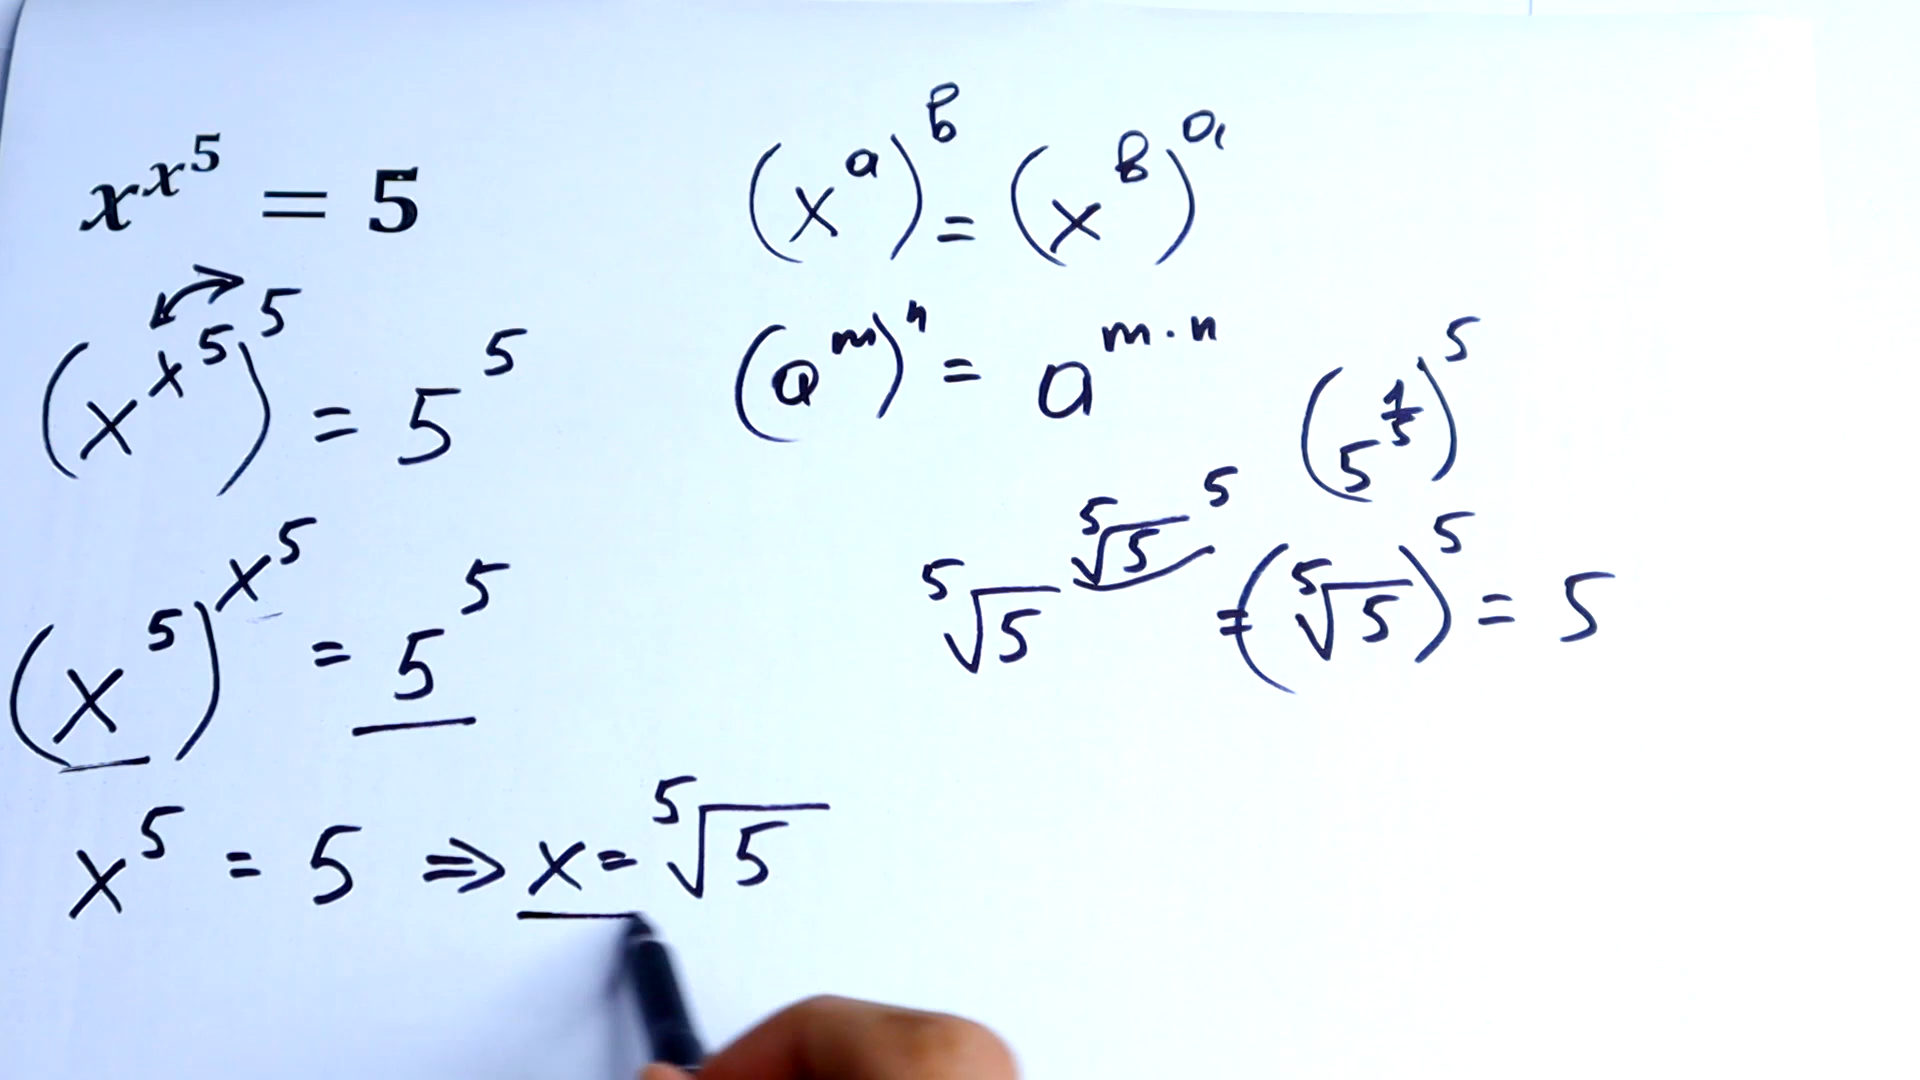 x^{x^5} = 5
(x^{x^5})^5 = 5^5
(x^5)^{x^5} = 5^5
x^5 = 5 ⇒ x = ⁵√5
(x^a)^b = (x^b)^a
(a^m)^n = a^{m·n}
(5^{1/5})^5
⁵√5^{⁵√5^5} = (⁵√5)^5 = 5